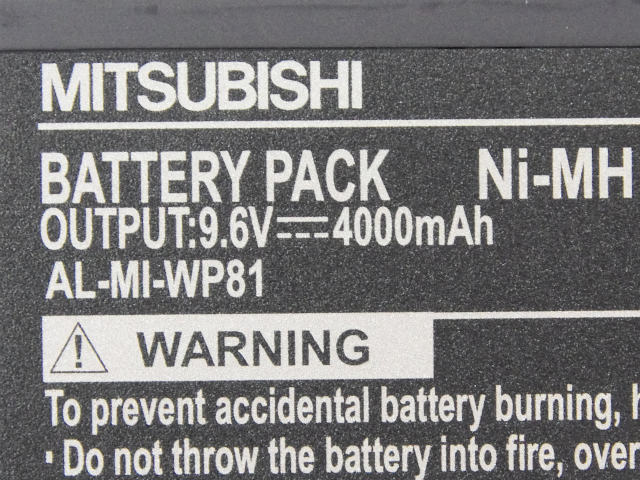 MITSUBISHI
BATTERY PACK Ni-MH
OUTPUT:9.6V⎓4000mAh
AL-MI-WP81
WARNING
To prevent accidental battery burning,
· Do not throw the battery into fire, over